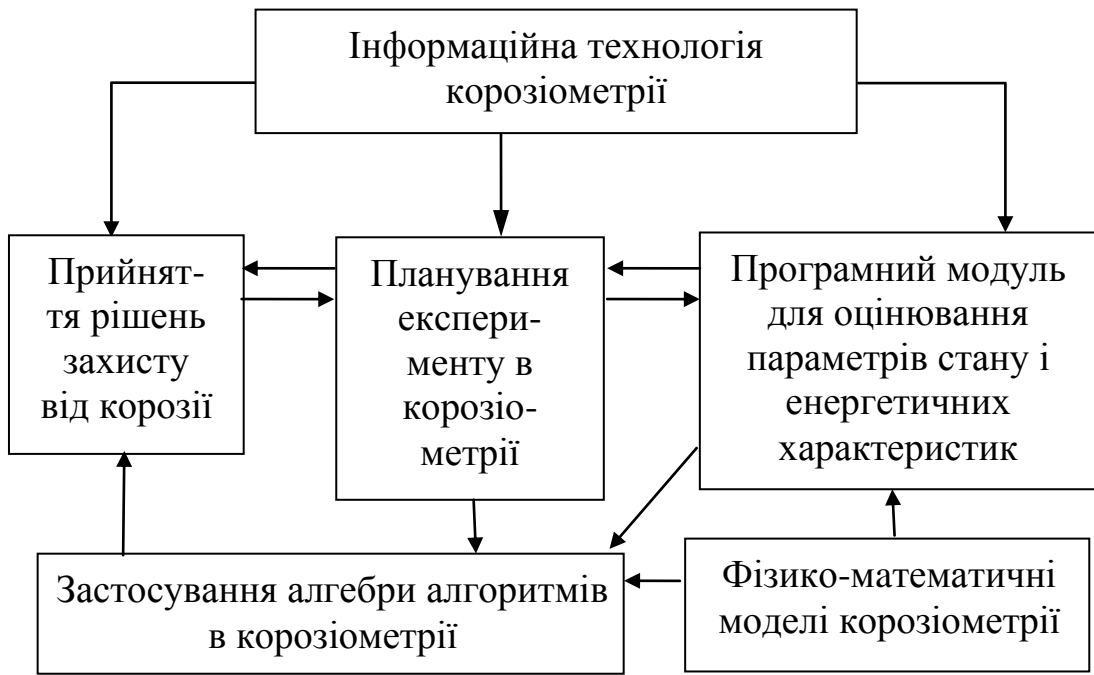 Інформаційна технологія
корозіометрії
Прийнят-
тя рішень
захисту
від корозії
Планування
експери-
менту в
корозіо-
метрії
Програмний модуль
для оцінювання
параметрів стану і
енергетичних
характеристик
Застосування алгебри алгоритмів
в корозіометрії
Фізико-математичні
моделі корозіометрії